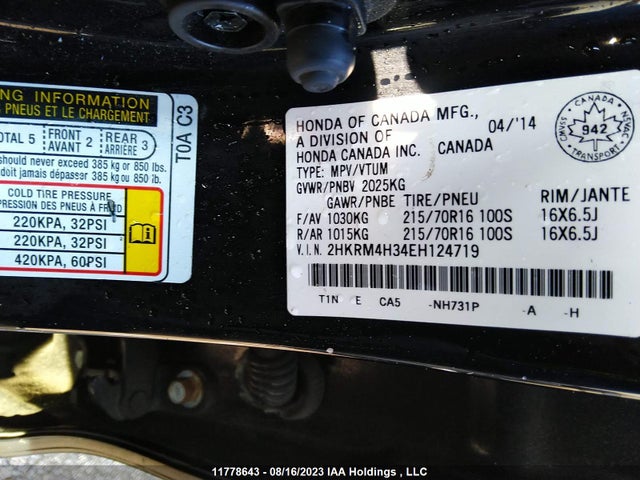 NG INFORMATION
PNEUS ET LE CHARGEMENT
TOTAL 5 FRONT AVANT 2 REAR ARRIÈRE 3
should never exceed 385 kg or 850 lbs.
doit jamais dépasser 385 kg ou 850 lb.
COLD TIRE PRESSURE
PRESSION DES PNEUS À FROID
220KPA, 32PSI
220KPA, 32PSI
420KPA, 60PSI
T0A C3
HONDA OF CANADA MFG.,
A DIVISION OF
HONDA CANADA INC. CANADA
04/'14
TYPE: MPV/VTUM
GVWR/PNBV 2025KG
GAWR/PNBE TIRE/PNEU RIM/JANTE
F/AV 1030KG 215/70R16 100S 16X6.5J
R/AR 1015KG 215/70R16 100S 16X6.5J
V.I.N. 2HKRM4H34EH124719
T1N E CA5 -NH731P -A -H
CANADA
942
TRANSPORT
11778643 - 08/16/2023 IAA Holdings , LLC